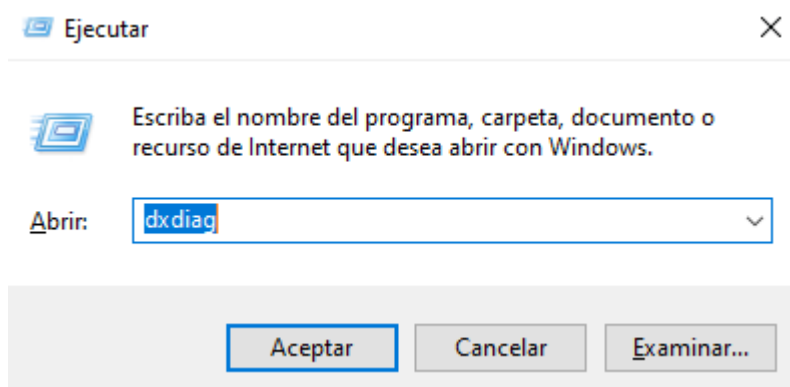 Ejecutar
Escriba el nombre del programa, carpeta, documento o
recurso de Internet que desea abrir con Windows.
Abrir: dxdiag
Aceptar Cancelar Examinar...